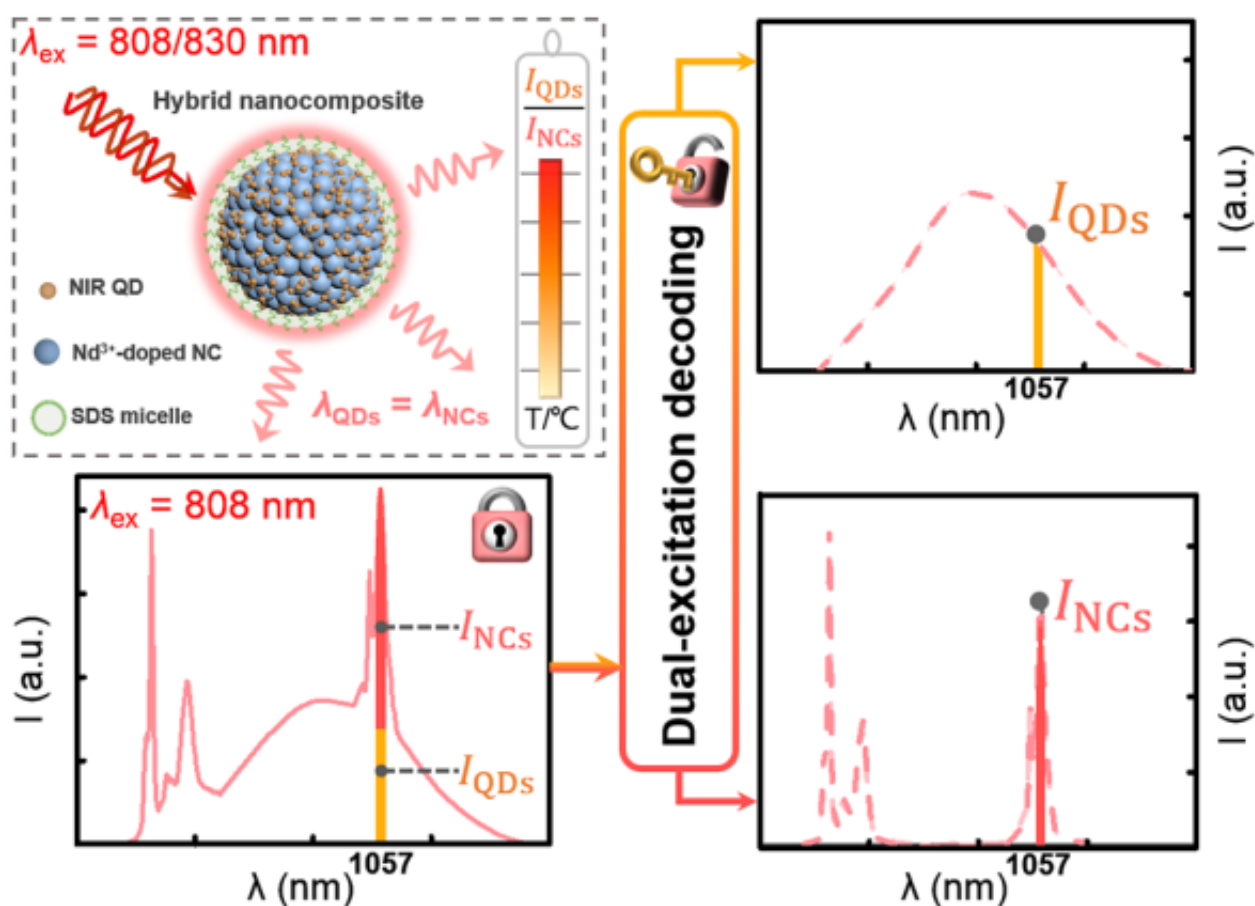 λex = 808/830 nm
Hybrid nanocomposite
IQDs
INCs
NIR QD
Nd³⁺-doped NC
SDS micelle
λQDs = λNCs
T/°C
λex = 808 nm
INCs
IQDs
I (a.u.)
1057
λ (nm)
Dual-excitation decoding
IQDs
I (a.u.)
1057
λ (nm)
INCs
I (a.u.)
1057
λ (nm)